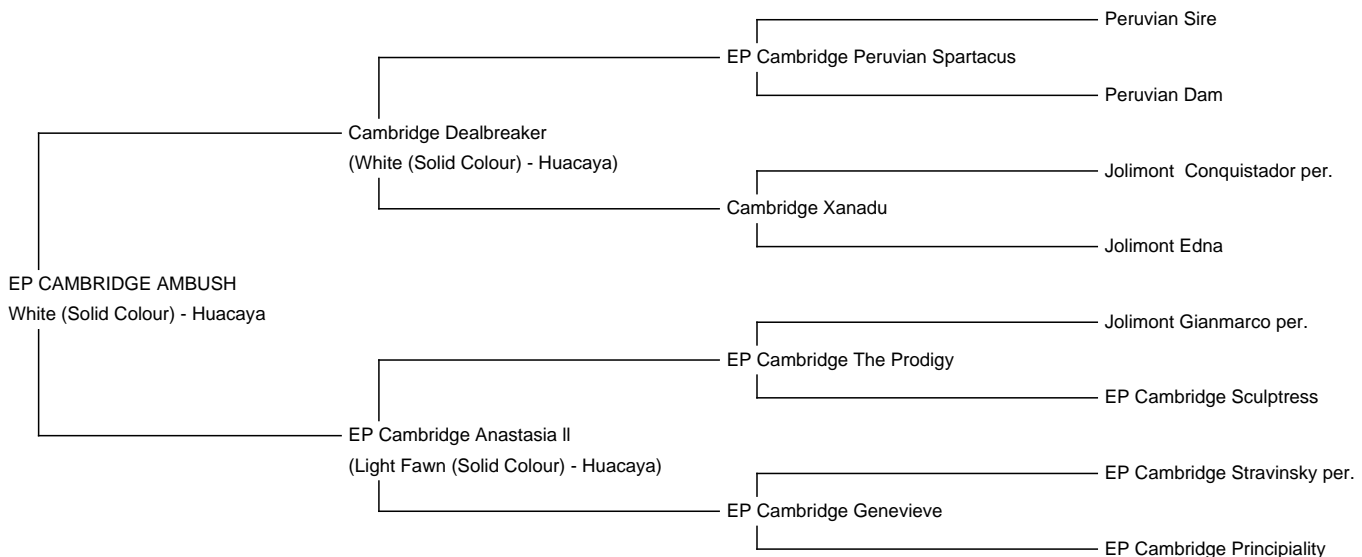 Peruvian Sire
EP Cambridge Peruvian Spartacus
Peruvian Dam
Cambridge Dealbreaker
(White (Solid Colour) - Huacaya)
Jolimont  Conquistador per.
Cambridge Xanadu
Jolimont Edna
EP CAMBRIDGE AMBUSH
White (Solid Colour) - Huacaya
Jolimont Gianmarco per.
EP Cambridge The Prodigy
EP Cambridge Sculptress
EP Cambridge Anastasia ll
(Light Fawn (Solid Colour) - Huacaya)
EP Cambridge Stravinsky per.
EP Cambridge Genevieve
EP Cambridge Principiality